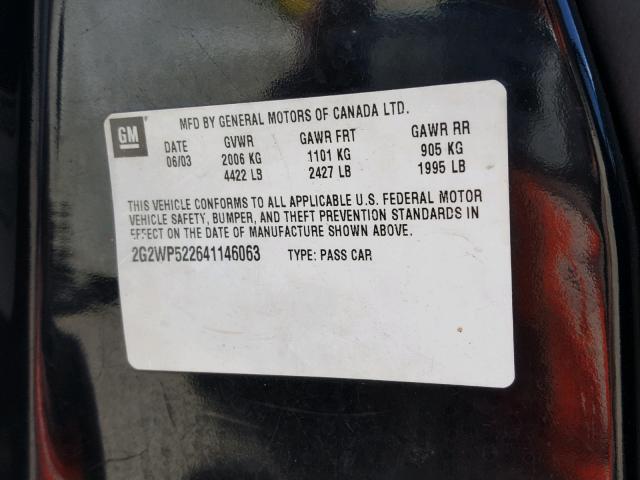 GM
MFD BY GENERAL MOTORS OF CANADA LTD.
DATE GVWR GAWR FRT GAWR RR
06/03 2006 KG 1101 KG 905 KG
4422 LB 2427 LB 1995 LB
THIS VEHICLE CONFORMS TO ALL APPLICABLE U.S. FEDERAL MOTOR
VEHICLE SAFETY, BUMPER, AND THEFT PREVENTION STANDARDS IN
EFFECT ON THE DATE OF MANUFACTURE SHOWN ABOVE.
2G2WP522641146063 TYPE: PASS CAR